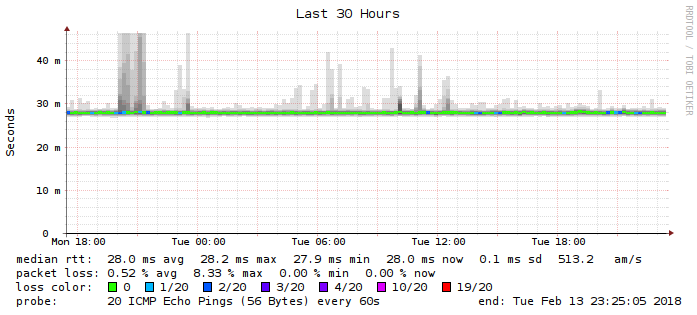 Last 30 Hours
RRDTOOL / TOBI OETIKER
Seconds
40 m
30 m
20 m
10 m
0
Mon 18:00 Tue 00:00 Tue 06:00 Tue 12:00 Tue 18:00
median rtt: 28.0 ms avg 28.2 ms max 27.9 ms min 28.0 ms now 0.1 ms sd 513.2 am/s
packet loss: 0.52 % avg 8.33 % max 0.00 % min 0.00 % now
loss color: 0 1/20 2/20 3/20 4/20 10/20 19/20
probe: 20 ICMP Echo Pings (56 Bytes) every 60s end: Tue Feb 13 23:25:05 2018